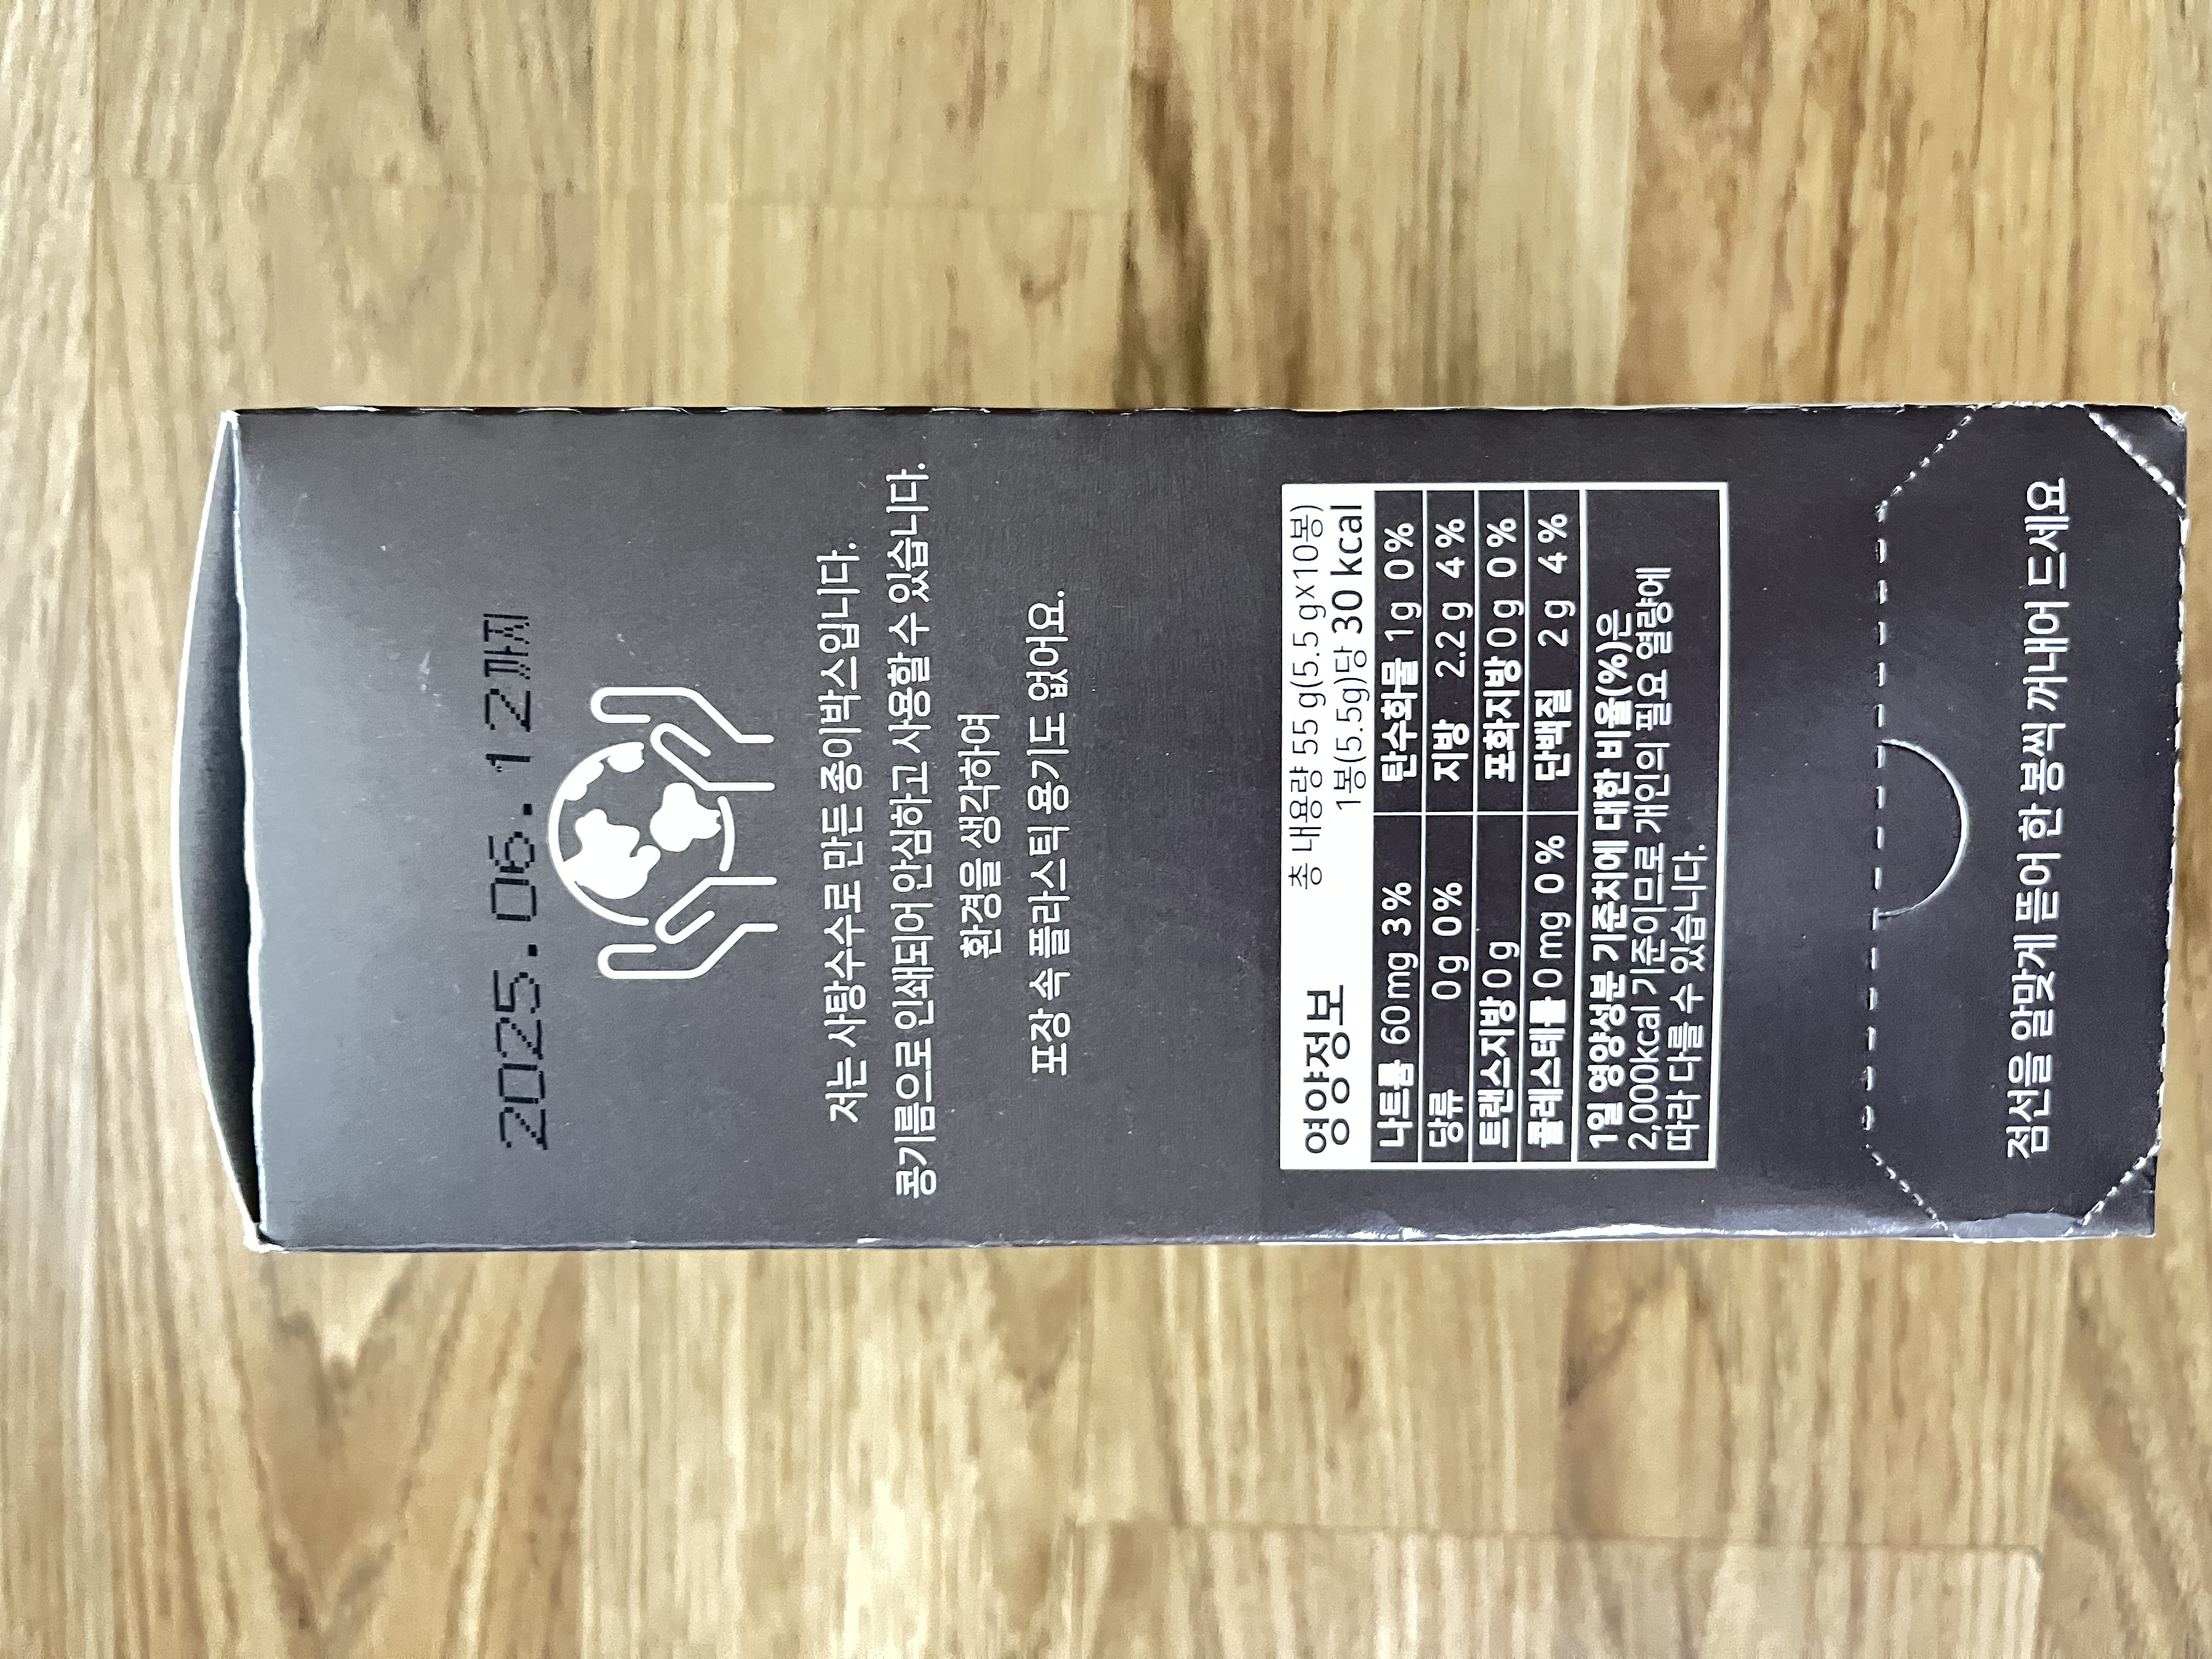 2025.06.12까지
저는 사탕수수로 만든 종이박스입니다.
콩기름으로 인쇄되어 안심하고 사용할 수 있습니다.
환경을 생각하여
포장 속 플라스틱 용기도 없어요.
영양정보
총 내용량 55 g(5.5 g x10봉)
1봉(5.5g)당 30 kcal
나트륨 60mg 3% 탄수화물 1g 0%
당류 0g 0% 지방 2.2g 4%
트랜스지방 0g 포화지방 0g 0%
콜레스테롤 0mg 0% 단백질 2g 4%
1일 영양성분 기준치에 대한 비율(%)은
2,000kcal 기준이므로 개인의 필요 열량에
따라 다를 수 있습니다.
점선을 알맞게 뜯어 한 봉씩 꺼내어 드세요